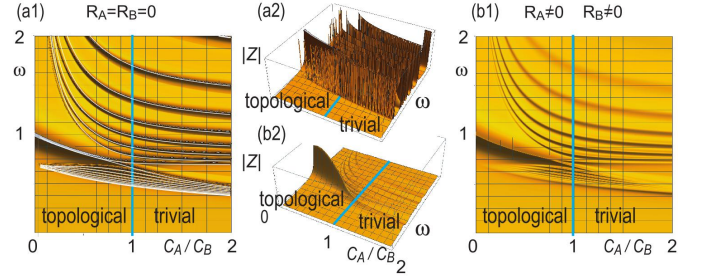 (a1) R_A=R_B=0
2
ω
1
topological trivial
0 1 C_A/C_B 2
(a2)
|Z|
topological
trivial
ω
(b2)
|Z|
topological
trivial
0
1
C_A/C_B
2
ω
(b1) R_A≠0 R_B≠0
2
ω
1
topological trivial
0 1 C_A/C_B 2